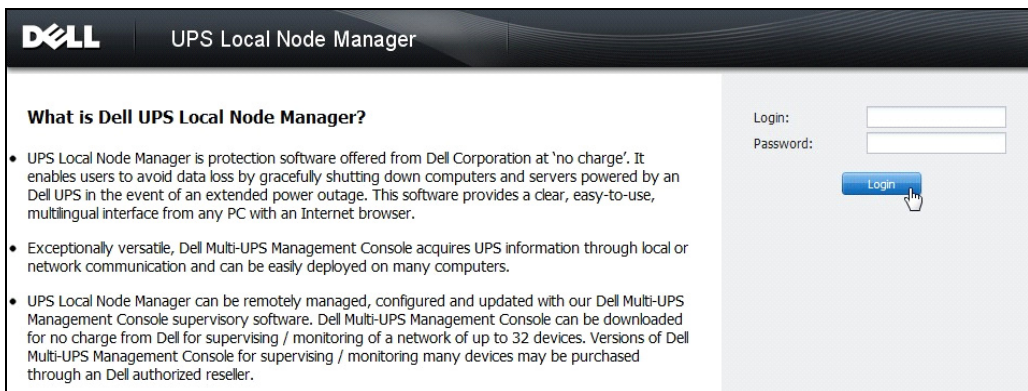 DELL UPS Local Node Manager
What is Dell UPS Local Node Manager?
• UPS Local Node Manager is protection software offered from Dell Corporation at ‘no charge’. It
enables users to avoid data loss by gracefully shutting down computers and servers powered by an
Dell UPS in the event of an extended power outage. This software provides a clear, easy-to-use,
multilingual interface from any PC with an Internet browser.
• Exceptionally versatile, Dell Multi-UPS Management Console acquires UPS information through local or
network communication and can be easily deployed on many computers.
• UPS Local Node Manager can be remotely managed, configured and updated with our Dell Multi-UPS
Management Console supervisory software. Dell Multi-UPS Management Console can be downloaded
for no charge from Dell for supervising / monitoring of a network of up to 32 devices. Versions of Dell
Multi-UPS Management Console for supervising / monitoring many devices may be purchased
through an Dell authorized reseller.
Login:
Password:
Login